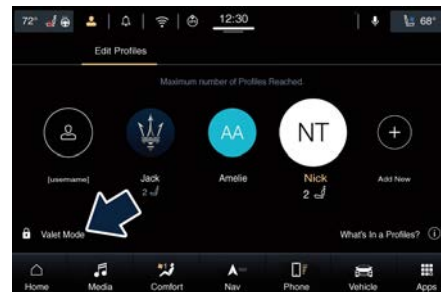 72° 12:30 68°
Edit Profiles
Maximum number of Profiles Reached.
AA NT
[username] Jack Amelie Nick Add New
2 2
Valet Mode What's In a Profiles?
Home Media Comfort Nav Phone Vehicle Apps